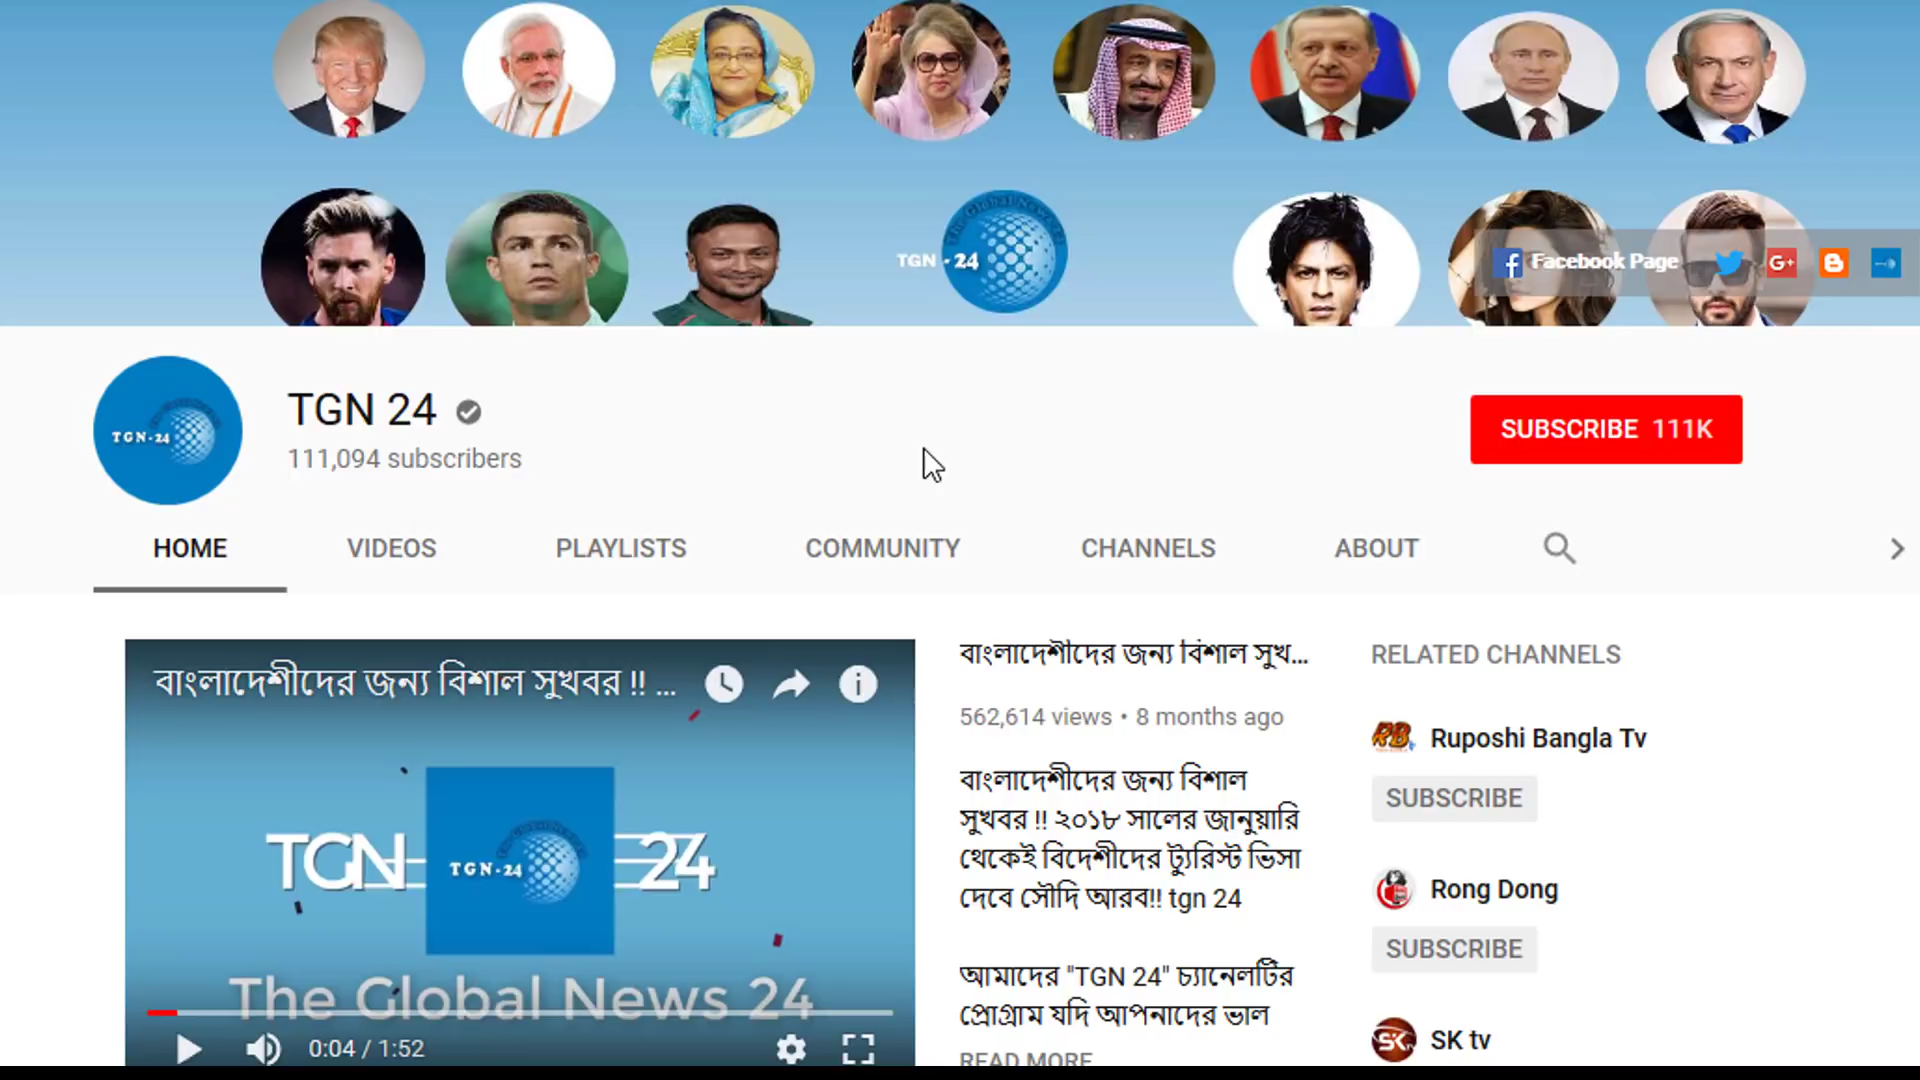 TGN - 24
Facebook Page
TGN-24
TGN 24
111,094 subscribers
SUBSCRIBE 111K
HOME VIDEOS PLAYLISTS COMMUNITY CHANNELS ABOUT
বাংলাদেশীদের জন্য বিশাল সুখবর !! ...
TGN
TGN-24
24
The Global News 24
0:04 / 1:52
বাংলাদেশীদের জন্য বিশাল সুখ...
562,614 views • 8 months ago
বাংলাদেশীদের জন্য বিশাল
সুখবর !! ২০১৮ সালের জানুয়ারি
থেকেই বিদেশীদের ট্যুরিস্ট ভিসা
দেবে সৌদি আরব!! tgn 24
আমাদের "TGN 24" চ্যানেলটির
প্রোগ্রাম যদি আপনাদের ভাল
READ MORE
RELATED CHANNELS
Ruposhi Bangla Tv
SUBSCRIBE
Rong Dong
SUBSCRIBE
SK tv